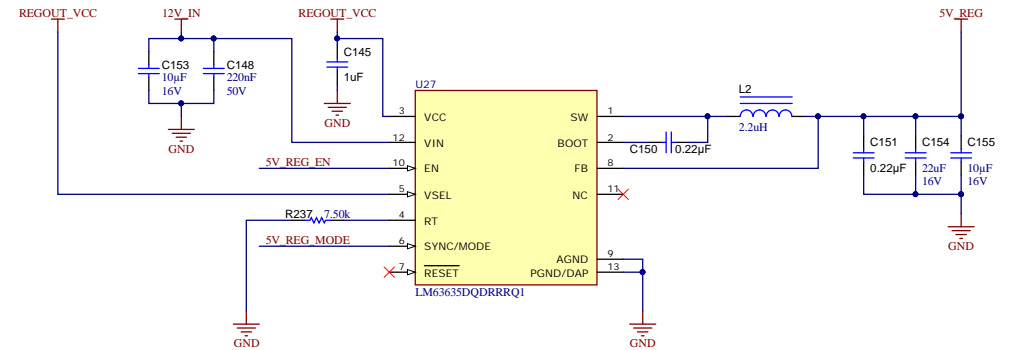 REGOUT_VCC
12V_IN
REGOUT_VCC
5V_REG
C153
10µF
16V
C148
220nF
50V
C145
1uF
GND
GND
U27
3 VCC
12 VIN
10 EN
5 VSEL
4 RT
6 SYNC/MODE
7 RESET
SW 1
BOOT 2
FB 8
NC 11
AGND 9
PGND/DAP 13
LM63635DQDRRRQ1
5V_REG_EN
R237 7.50k
5V_REG_MODE
GND
GND
L2
2.2uH
C150 0.22µF
C151
0.22µF
C154
22uF
16V
C155
10µF
16V
GND